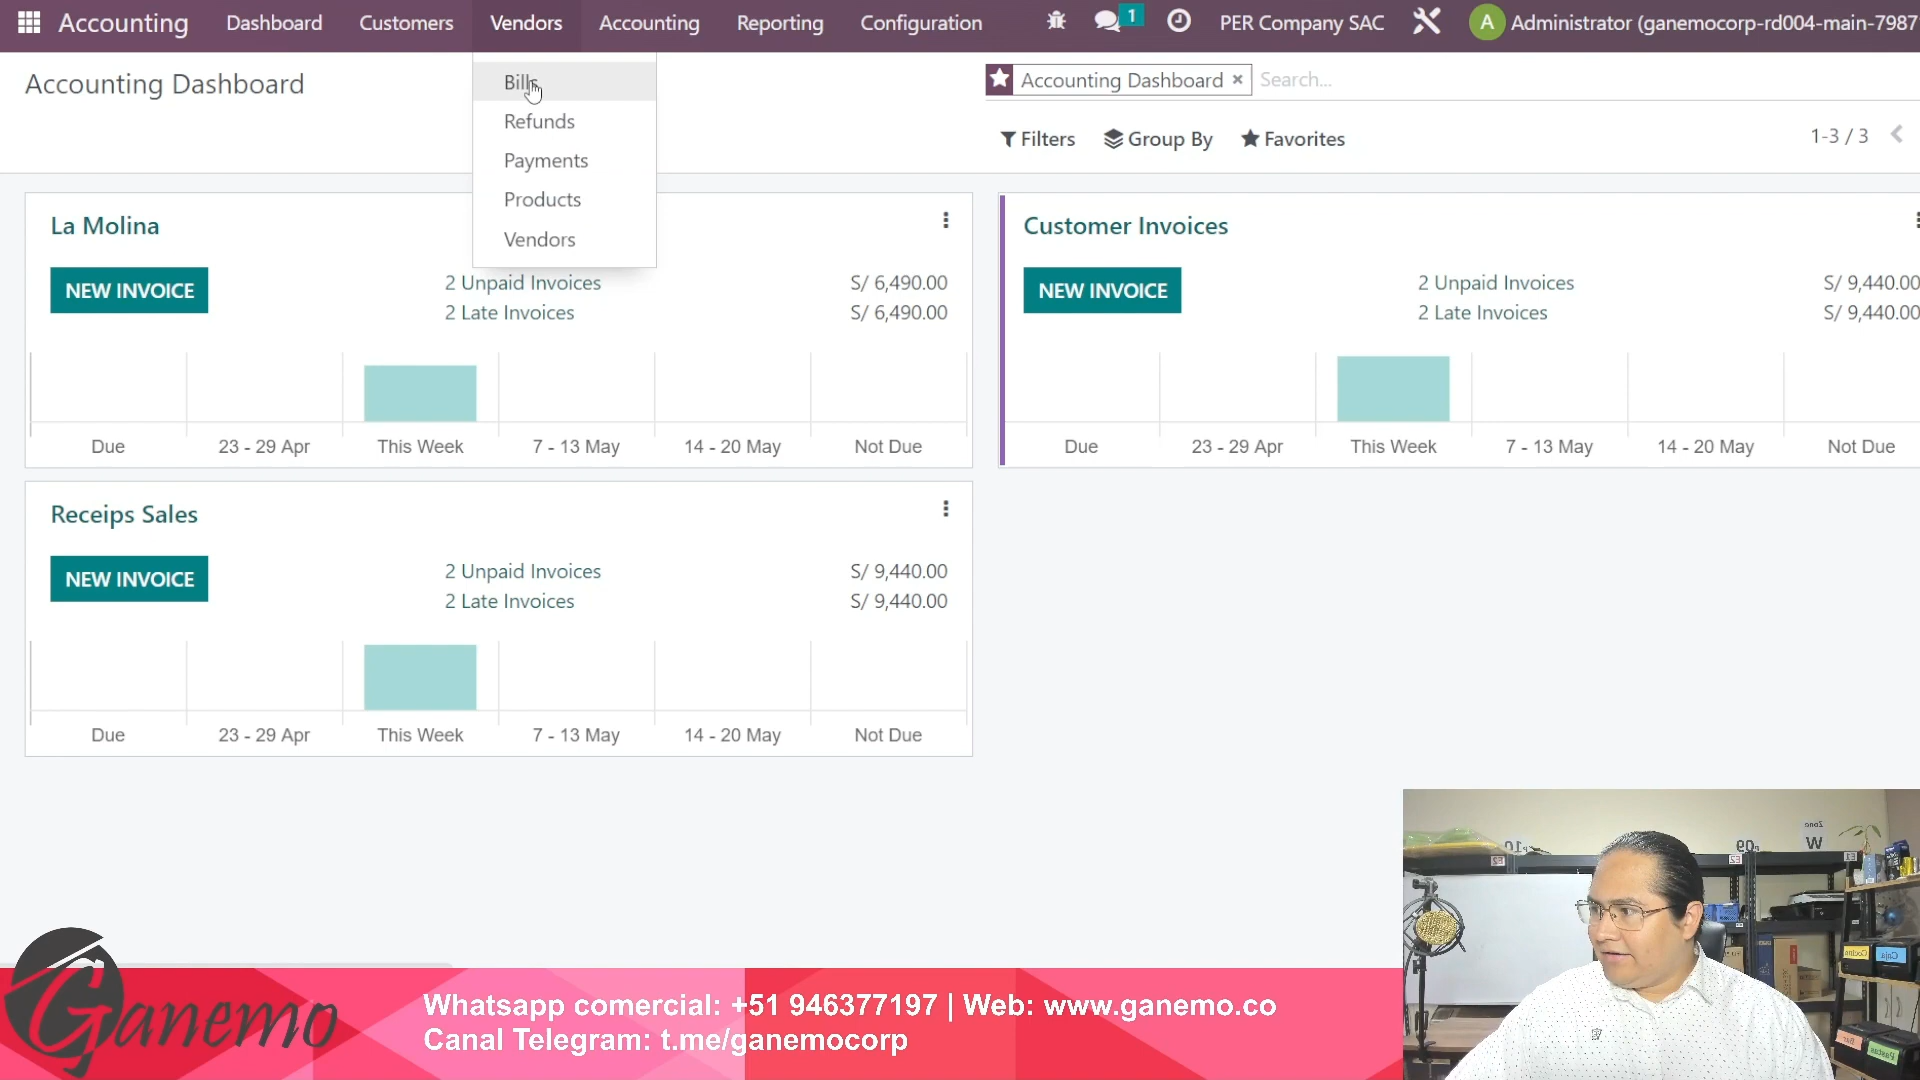 Accounting Dashboard Customers Vendors Accounting Reporting Configuration 1 PER Company SAC A Administrator (ganemocorp-rd004-main-7987
Accounting Dashboard
Accounting Dashboard × Search...
Filters Group By Favorites 1-3 / 3
Bills
Refunds
Payments
Products
Vendors
La Molina
NEW INVOICE
2 Unpaid Invoices S/ 6,490.00
2 Late Invoices S/ 6,490.00
Due 23 - 29 Apr This Week 7 - 13 May 14 - 20 May Not Due
Customer Invoices
NEW INVOICE
2 Unpaid Invoices S/ 9,440.00
2 Late Invoices S/ 9,440.00
Due 23 - 29 Apr This Week 7 - 13 May 14 - 20 May Not Due
Receips Sales
NEW INVOICE
2 Unpaid Invoices S/ 9,440.00
2 Late Invoices S/ 9,440.00
Due 23 - 29 Apr This Week 7 - 13 May 14 - 20 May Not Due
Ganemo
Whatsapp comercial: +51 946377197 | Web: www.ganemo.co
Canal Telegram: t.me/ganemocorp